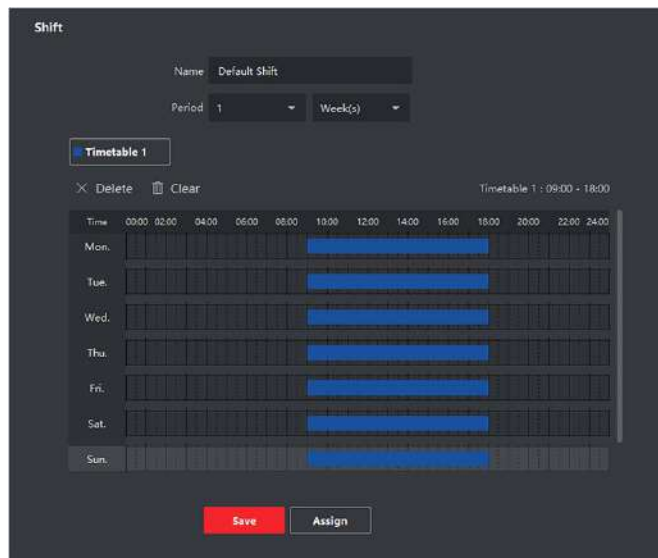 Shift
Name Default Shift
Period 1 Week(s)
Timetable 1
Delete Clear Timetable 1 : 09:00 - 18:00
Time 00:00 02:00 04:00 06:00 08:00 10:00 12:00 14:00 16:00 18:00 20:00 22:00 24:00
Mon.
Tue.
Wed.
Thu.
Fri.
Sat.
Sun.
Save Assign